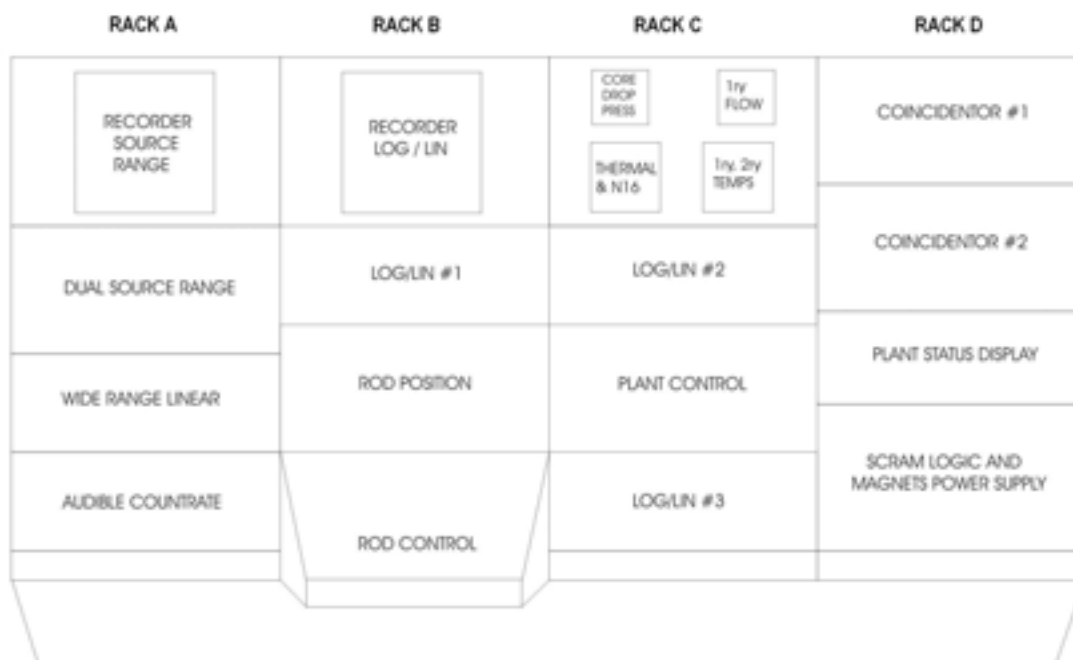 RACK A
RACK B
RACK C
RACK D
RECORDER
SOURCE
RANGE
DUAL SOURCE RANGE
WIDE RANGE LINEAR
AUDIBLE COUNTRATE
RECORDER
LOG / LIN
LOG/LIN #1
ROD POSITION
ROD CONTROL
CORE
DROP
PRESS
1ry
FLOW
THERMAL
& N16
1ry, 2ry
TEMPS
LOG/LIN #2
PLANT CONTROL
LOG/LIN #3
COINCIDENTOR #1
COINCIDENTOR #2
PLANT STATUS DISPLAY
SCRAM LOGIC AND
MAGNETS POWER SUPPLY